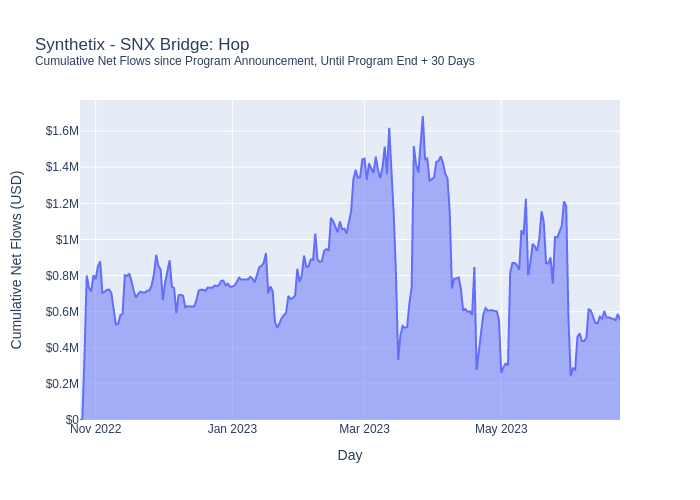 Synthetix - SNX Bridge: Hop
Cumulative Net Flows since Program Announcement, Until Program End + 30 Days
Cumulative Net Flows (USD)
$1.6M
$1.4M
$1.2M
$1M
$0.8M
$0.6M
$0.4M
$0.2M
$0
Nov 2022 Jan 2023 Mar 2023 May 2023
Day